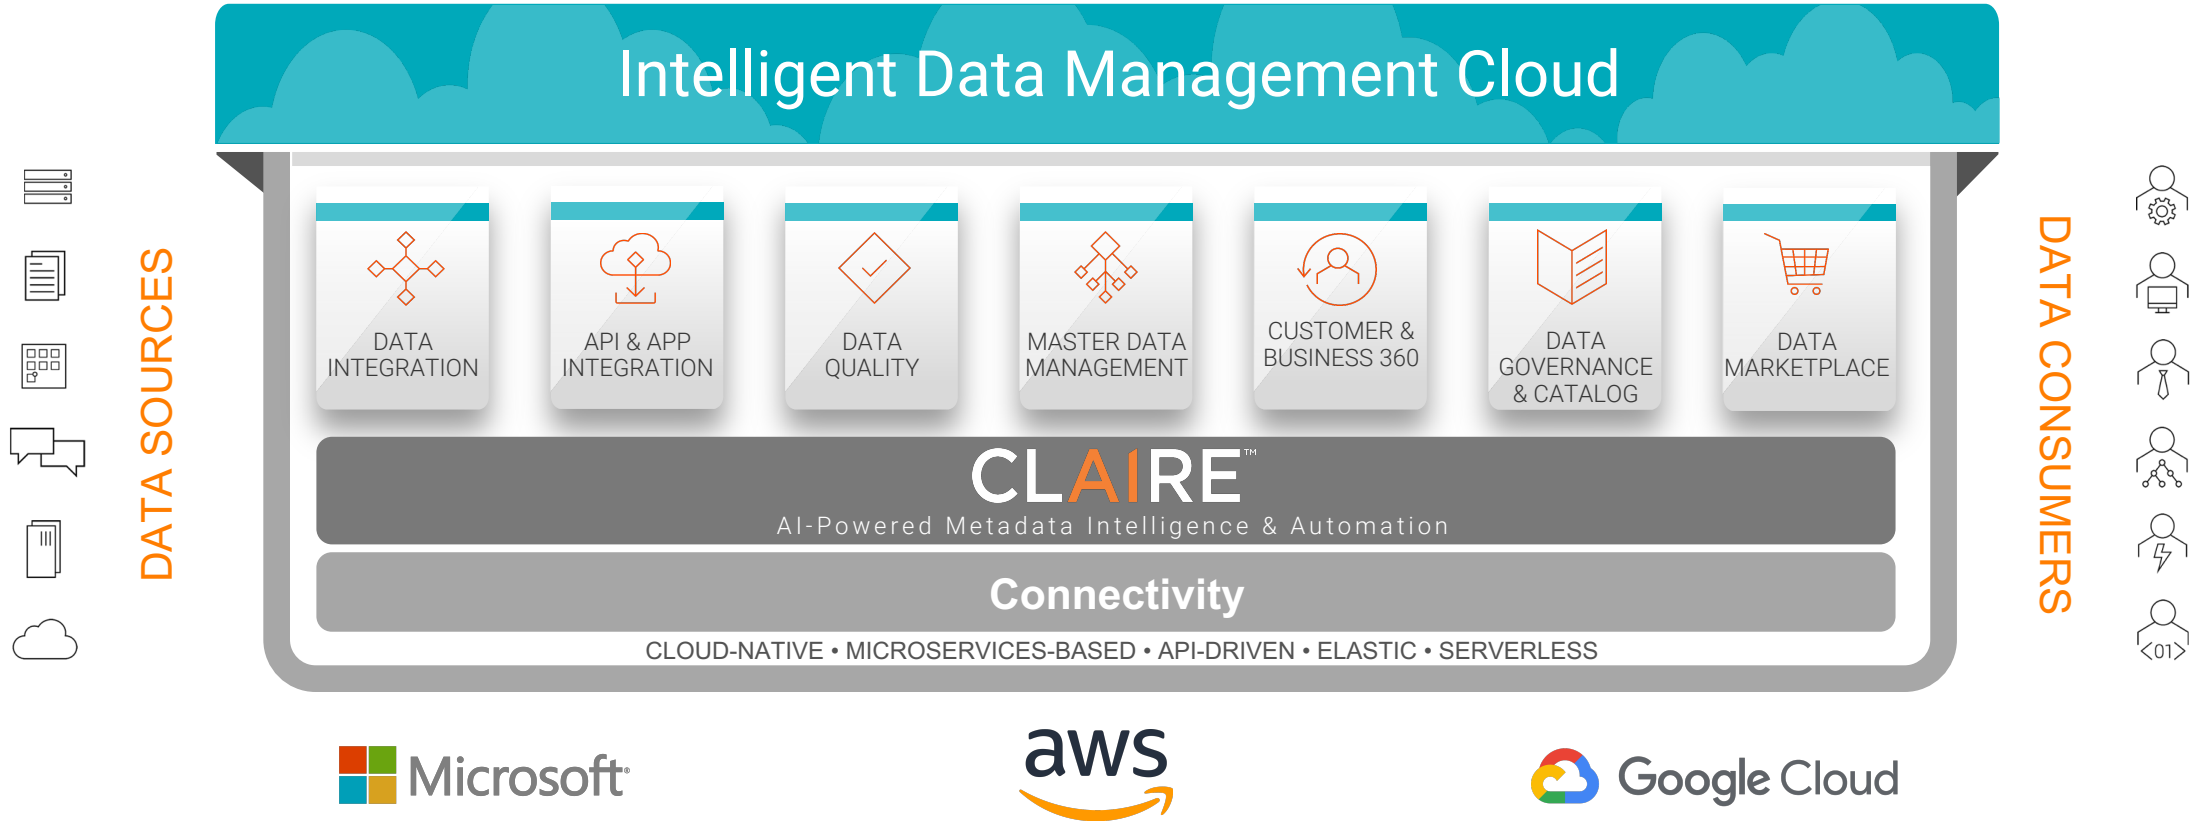 Intelligent Data Management Cloud
DATA SOURCES
DATA
INTEGRATION
API & APP
INTEGRATION
DATA
QUALITY
MASTER DATA
MANAGEMENT
CUSTOMER &
BUSINESS 360
DATA
GOVERNANCE
& CATALOG
DATA
MARKETPLACE
DATA CONSUMERS
CLAIRE™
AI-Powered Metadata Intelligence & Automation
Connectivity
CLOUD-NATIVE • MICROSERVICES-BASED • API-DRIVEN • ELASTIC • SERVERLESS
<01>
Microsoft
aws
Google Cloud